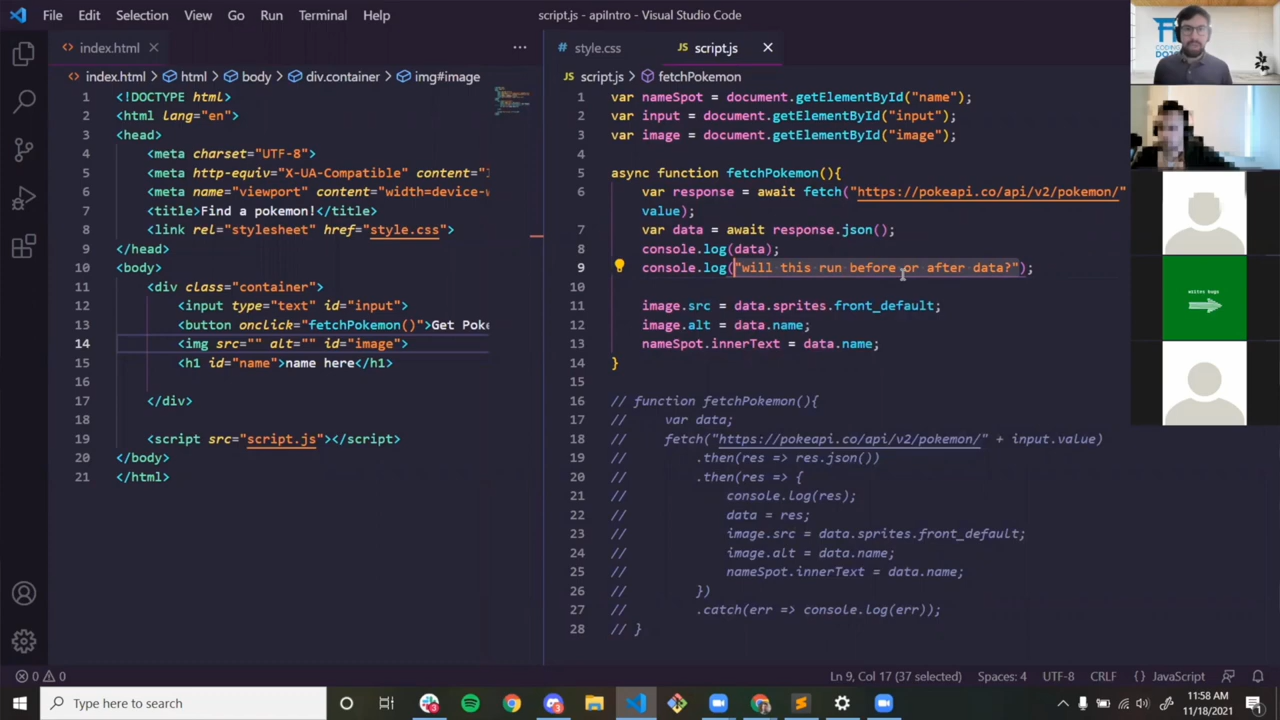 File Edit Selection View Go Run Terminal Help
script.js - apiIntro - Visual Studio Code
index.html
index.html > html > body > div.container > img#image
1 <!DOCTYPE html>
2 <html lang="en">
3 <head>
4 <meta charset="UTF-8">
5 <meta http-equiv="X-UA-Compatible" content="
6 <meta name="viewport" content="width=device-w
7 <title>Find a pokemon!</title>
8 <link rel="stylesheet" href="style.css">
9 </head>
10 <body>
11 <div class="container">
12 <input type="text" id="input">
13 <button onclick="fetchPokemon()">Get Poke
14 <img src="" alt="" id="image">
15 <h1 id="name">name here</h1>
16
17 </div>
18
19 <script src="script.js"></script>
20 </body>
21 </html>
style.css
JS script.js
JS script.js > fetchPokemon
1 var nameSpot = document.getElementById("name");
2 var input = document.getElementById("input");
3 var image = document.getElementById("image");
4
5 async function fetchPokemon(){
6 var response = await fetch("https://pokeapi.co/api/v2/pokemon/"
value);
7 var data = await response.json();
8 console.log(data);
9 console.log("will this run before or after data?");
10
11 image.src = data.sprites.front_default;
12 image.alt = data.name;
13 nameSpot.innerText = data.name;
14 }
15
16 // function fetchPokemon(){
17 // var data;
18 // fetch("https://pokeapi.co/api/v2/pokemon/" + input.value)
19 // .then(res => res.json())
20 // .then(res => {
21 // console.log(res);
22 // data = res;
23 // image.src = data.sprites.front_default;
24 // image.alt = data.name;
25 // nameSpot.innerText = data.name;
26 // })
27 // .catch(err => console.log(err));
28 // }
writes bugs
0 0
Ln 9, Col 17 (37 selected) Spaces: 4 UTF-8 CRLF {} JavaScript
Type here to search
11:58 AM
11/18/2021